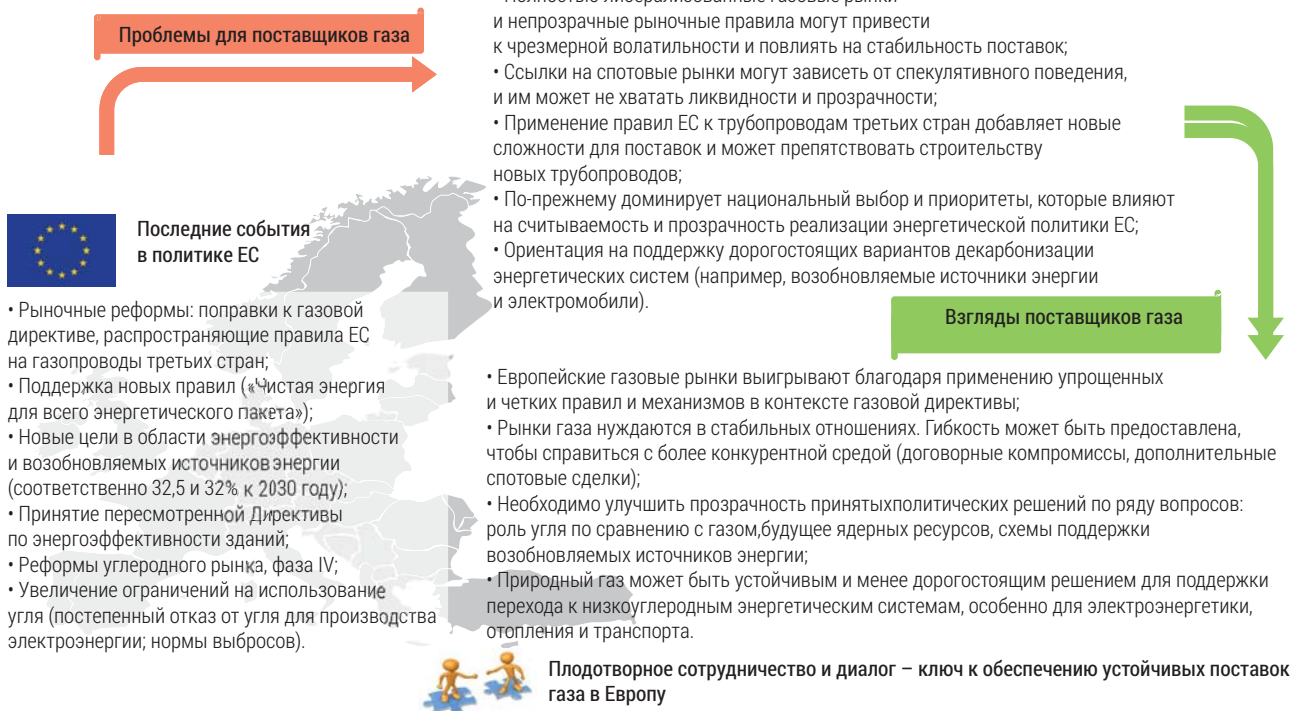 Проблемы для поставщиков газа
• Полностью либерализованные газовые рынки
и непрозрачные рыночные правила могут привести
к чрезмерной волатильности и повлиять на стабильность поставок;
• Ссылки на спотовые рынки могут зависеть от спекулятивного поведения,
и им может не хватать ликвидности и прозрачности;
• Применение правил ЕС к трубопроводам третьих стран добавляет новые
сложности для поставок и может препятствовать строительству
новых трубопроводов;
• По-прежнему доминирует национальный выбор и приоритеты, которые влияют
на считываемость и прозрачность реализации энергетической политики ЕС;
• Ориентация на поддержку дорогостоящих вариантов декарбонизации
энергетических систем (например, возобновляемые источники энергии
и электромобили).
Последние события
в политике ЕС
• Рыночные реформы: поправки к газовой
директиве, распространяющие правила ЕС
на газопроводы третьих стран;
• Поддержка новых правил («Чистая энергия
для всего энергетического пакета»);
• Новые цели в области энергоэффективности
и возобновляемых источников энергии
(соответственно 32,5 и 32% к 2030 году);
• Принятие пересмотренной Директивы
по энергоэффективности зданий;
• Реформы углеродного рынка, фаза IV;
• Увеличение ограничений на использование
угля (постепенный отказ от угля для производства
электроэнергии; нормы выбросов).
Взгляды поставщиков газа
• Европейские газовые рынки выигрывают благодаря применению упрощенных
и четких правил и механизмов в контексте газовой директивы;
• Рынки газа нуждаются в стабильных отношениях. Гибкость может быть предоставлена,
чтобы справиться с более конкурентной средой (договорные компромиссы, дополнительные
спотовые сделки);
• Необходимо улучшить прозрачность принятыхполитических решений по ряду вопросов:
роль угля по сравнению с газом,будущее ядерных ресурсов, схемы поддержки
возобновляемых источников энергии;
• Природный газ может быть устойчивым и менее дорогостоящим решением для поддержки
перехода к низкоуглеродным энергетическим системам, особенно для электроэнергетики,
отопления и транспорта.
Плодотворное сотрудничество и диалог – ключ к обеспечению устойчивых поставок
газа в Европу